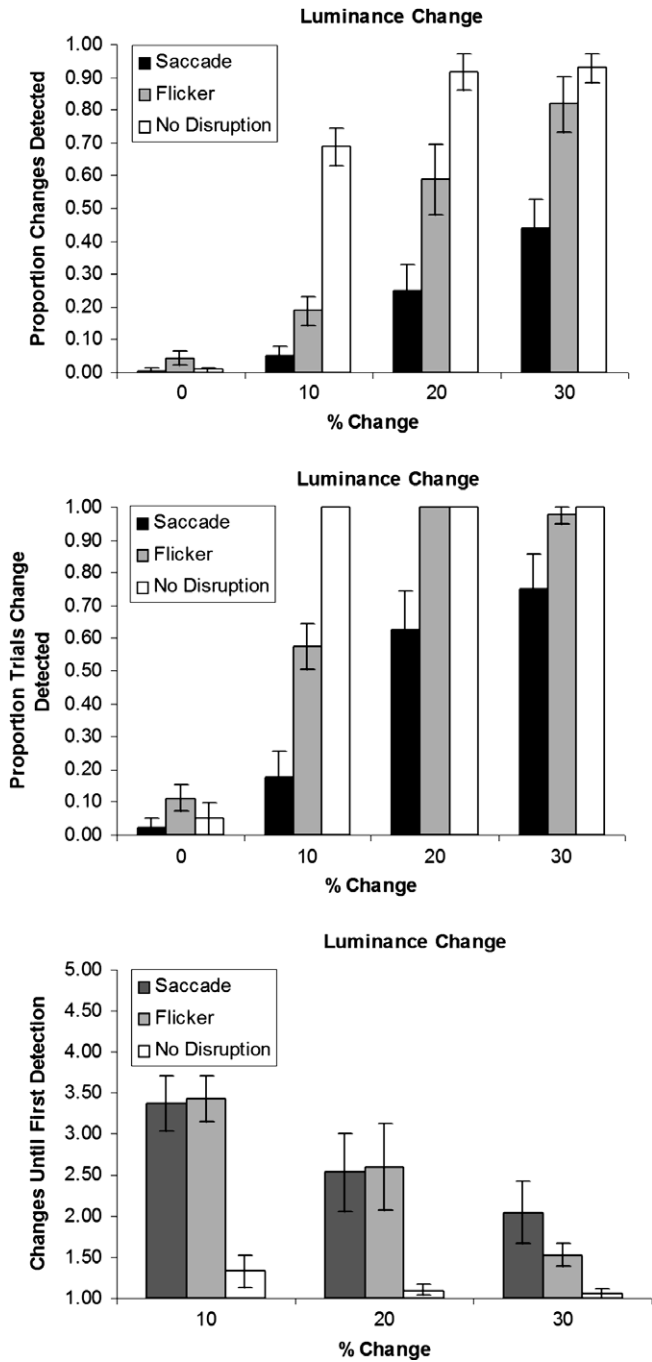 Luminance Change
Proportion Changes Detected
1.00
0.90
0.80
0.70
0.60
0.50
0.40
0.30
0.20
0.10
0.00
Saccade
Flicker
No Disruption
0 10 20 30
% Change
Luminance Change
Proportion Trials Change
Detected
1.00
0.90
0.80
0.70
0.60
0.50
0.40
0.30
0.20
0.10
0.00
Saccade
Flicker
No Disruption
0 10 20 30
% Change
Luminance Change
Changes Until First Detection
5.00
4.50
4.00
3.50
3.00
2.50
2.00
1.50
1.00
Saccade
Flicker
No Disruption
10 20 30
% Change